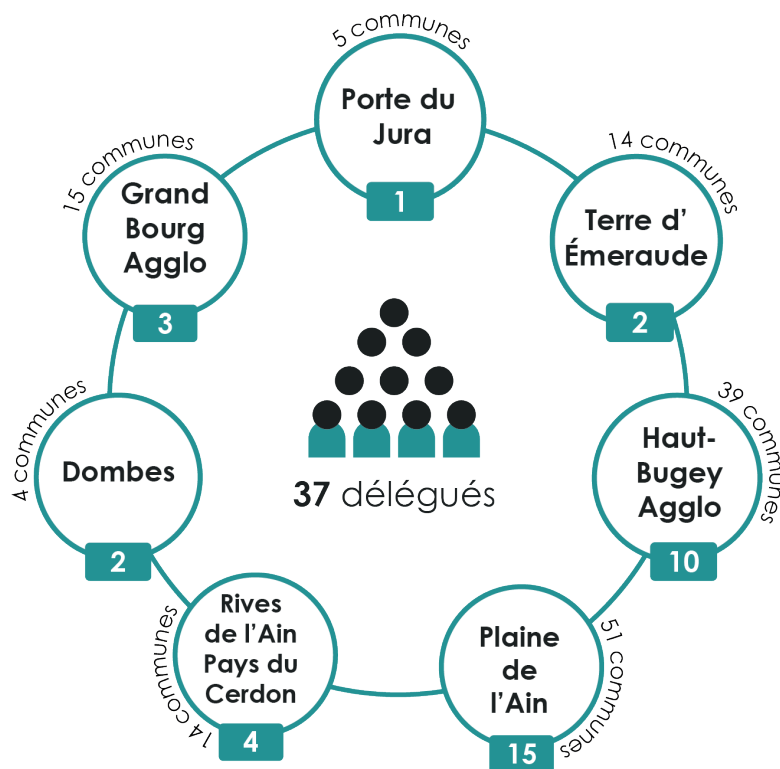 5 communes
Porte du
Jura
1
14 communes
Terre d'
Émeraude
2
39 communes
Haut-
Bugey
Agglo
10
51 communes
Plaine
de
l'Ain
15
14 communes
Rives
de l'Ain
Pays du
Cerdon
4
4 communes
Dombes
2
15 communes
Grand
Bourg
Agglo
3
37 délégués